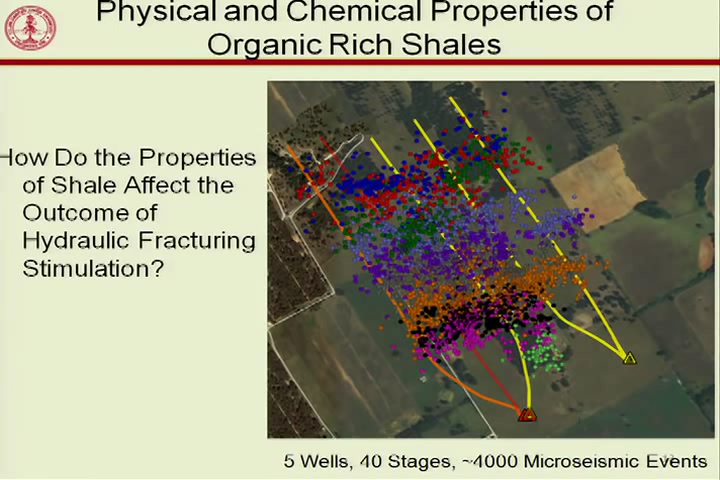 Physical and Chemical Properties of
Organic Rich Shales
How Do the Properties
of Shale Affect the
Outcome of
Hydraulic Fracturing
Stimulation?
5 Wells, 40 Stages, ~4000 Microseismic Events